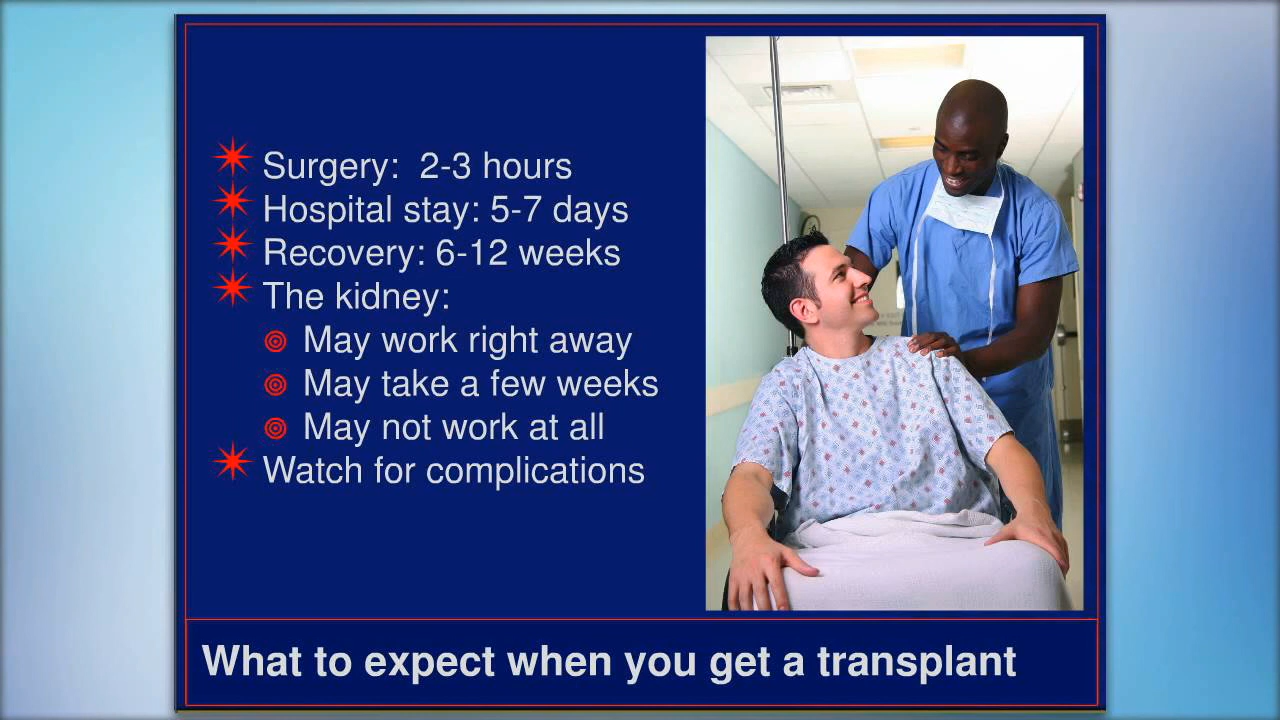 Surgery: 2-3 hours
Hospital stay: 5-7 days
Recovery: 6-12 weeks
The kidney:
May work right away
May take a few weeks
May not work at all
Watch for complications
What to expect when you get a transplant